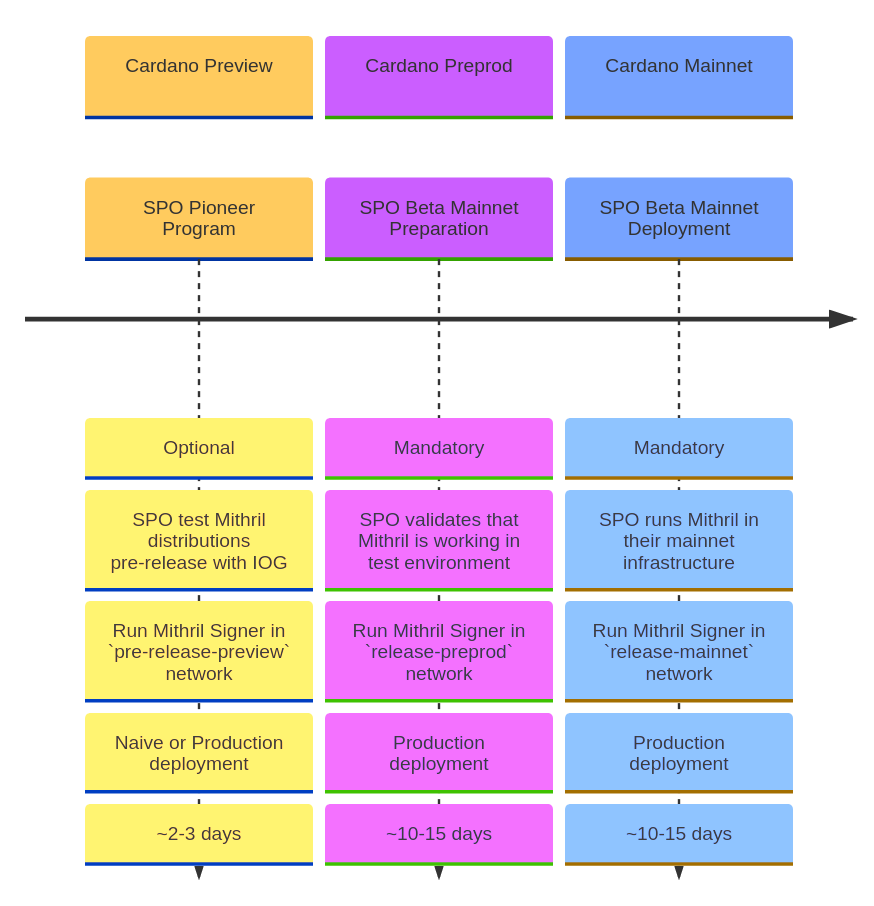 Cardano Preview
Cardano Preprod
Cardano Mainnet
SPO Pioneer
Program
SPO Beta Mainnet
Preparation
SPO Beta Mainnet
Deployment
Optional
SPO test Mithril
distributions
pre-release with IOG
Run Mithril Signer in
`pre-release-preview`
network
Naive or Production
deployment
~2-3 days
Mandatory
SPO validates that
Mithril is working in
test environment
Run Mithril Signer in
`release-preprod`
network
Production
deployment
~10-15 days
Mandatory
SPO runs Mithril in
their mainnet
infrastructure
Run Mithril Signer in
`release-mainnet`
network
Production
deployment
~10-15 days